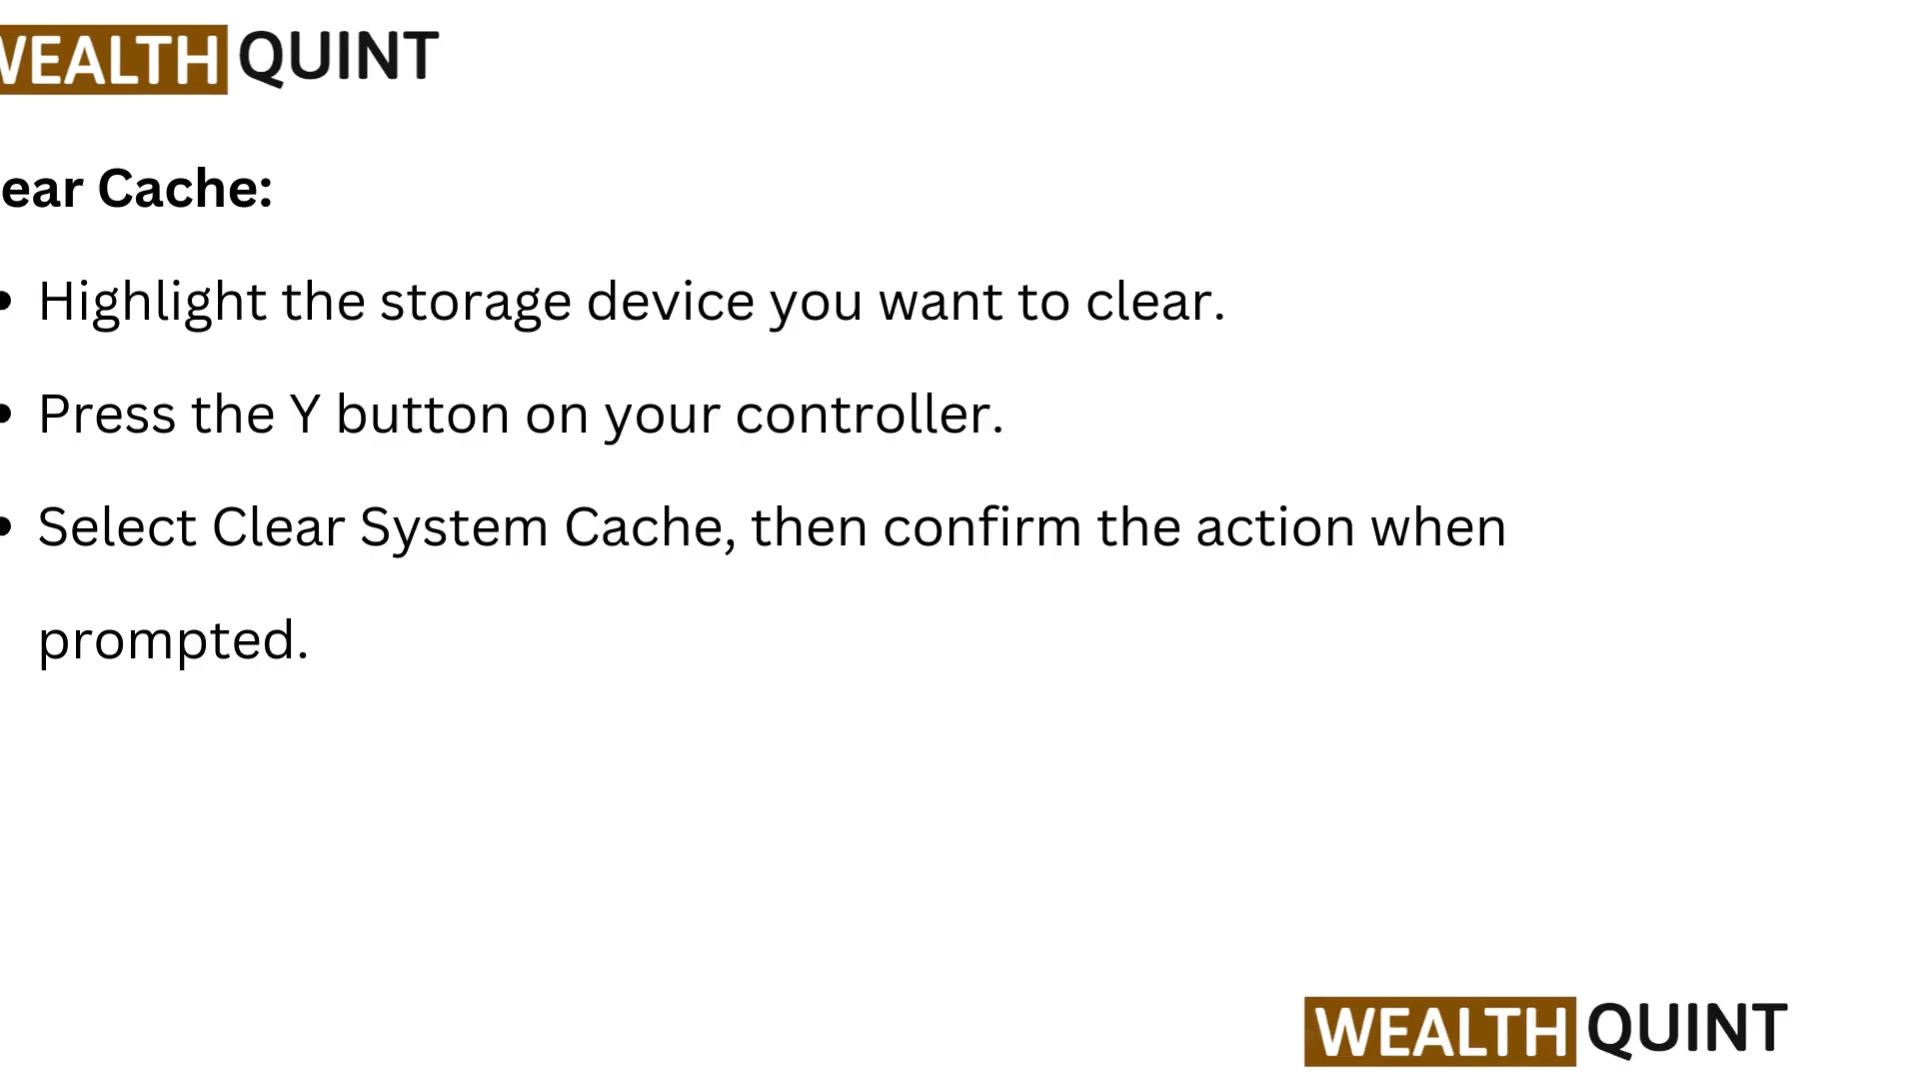 WEALTH QUINT
ear Cache:
• Highlight the storage device you want to clear.
• Press the Y button on your controller.
• Select Clear System Cache, then confirm the action when
prompted.
WEALTH QUINT